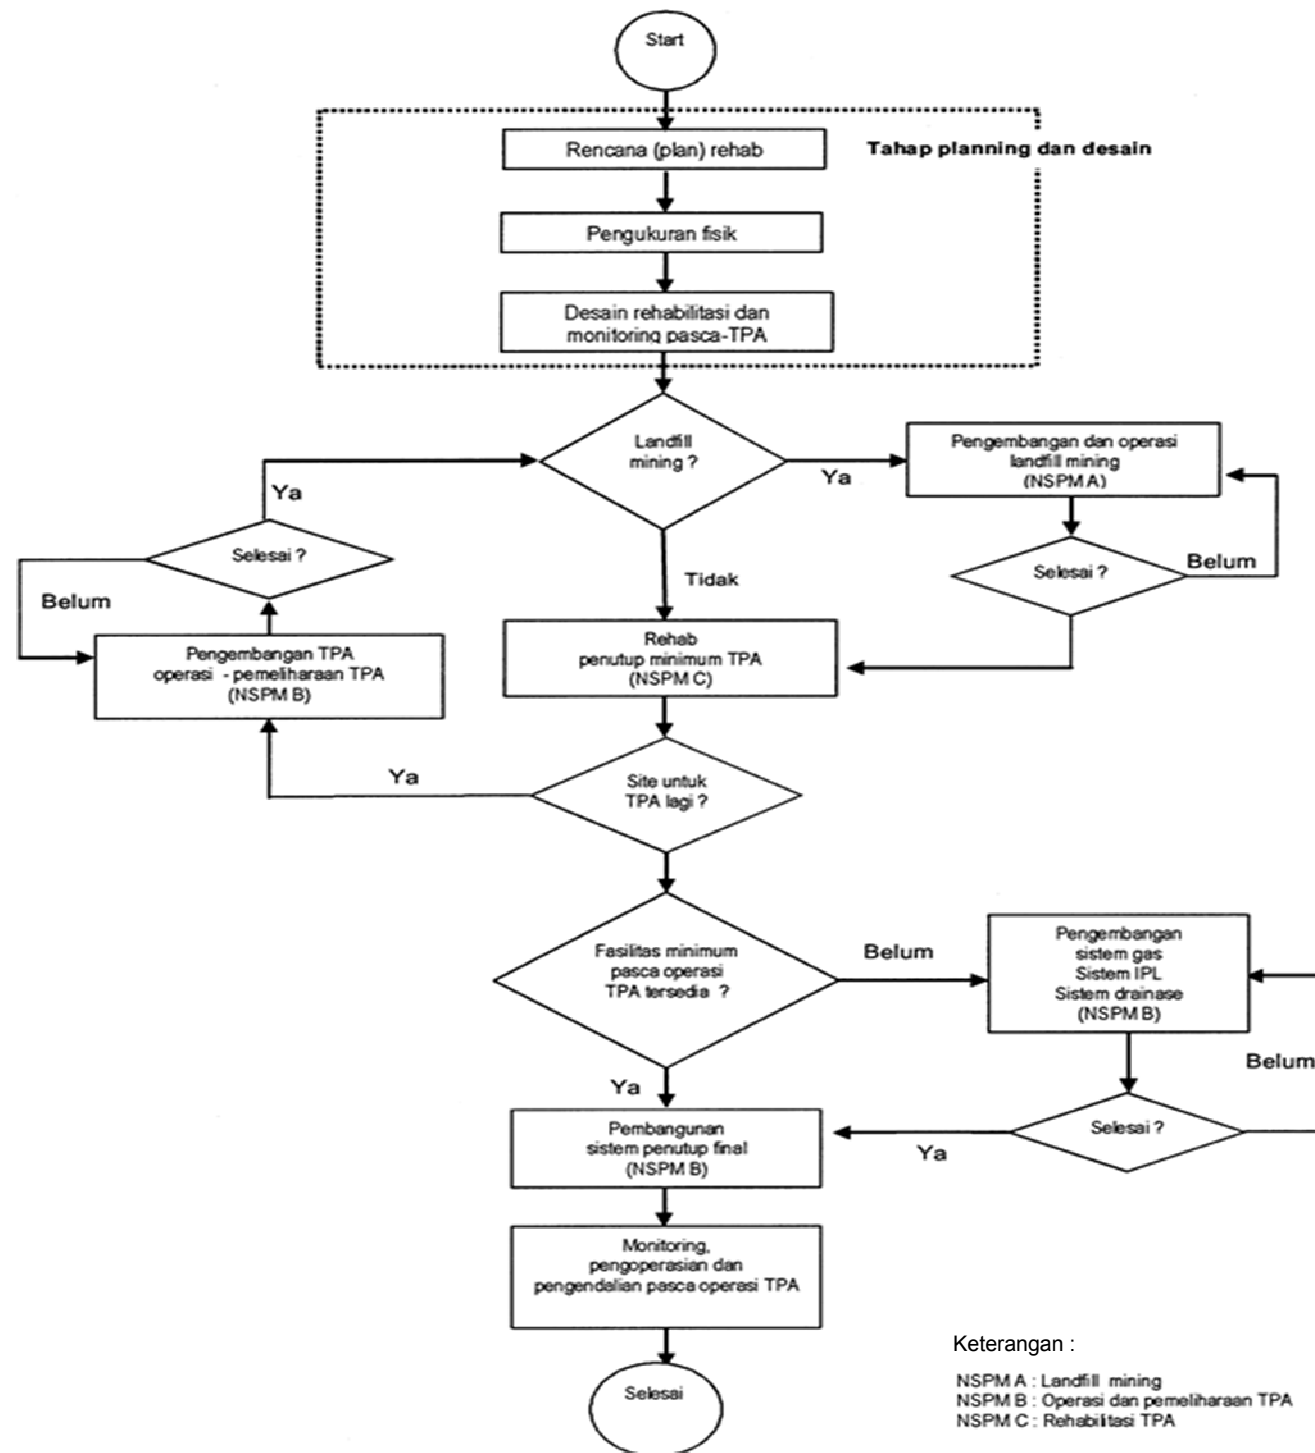 Start
Rencana (plan) rehab
Tahap planning dan desain
Pengukuran fisik
Desain rehabilitasi dan
monitoring pasca-TPA
Landfill
mining ?
Ya
Pengembangan dan operasi
landfill mining
(NSPM A)
Ya
Selesai ?
Belum
Selesai ?
Belum
Tidak
Pengembangan TPA
operasi - pemeliharaan TPA
(NSPM B)
Rehab
penutup minimum TPA
(NSPM C)
Ya
Site untuk
TPA lagi ?
Fasilitas minimum
pasca operasi
TPA tersedia ?
Belum
Pengembangan
sistem gas
Sistem IPL
Sistem drainase
(NSPM B)
Belum
Ya
Pembangunan
sistem penutup final
(NSPM B)
Ya
Selesai ?
Monitoring,
pengoperasian dan
pengendalian pasca operasi TPA
Selesai
Keterangan :
NSPM A : Landfill mining
NSPM B : Operasi dan pemeliharaan TPA
NSPM C : Rehabilitasi TPA